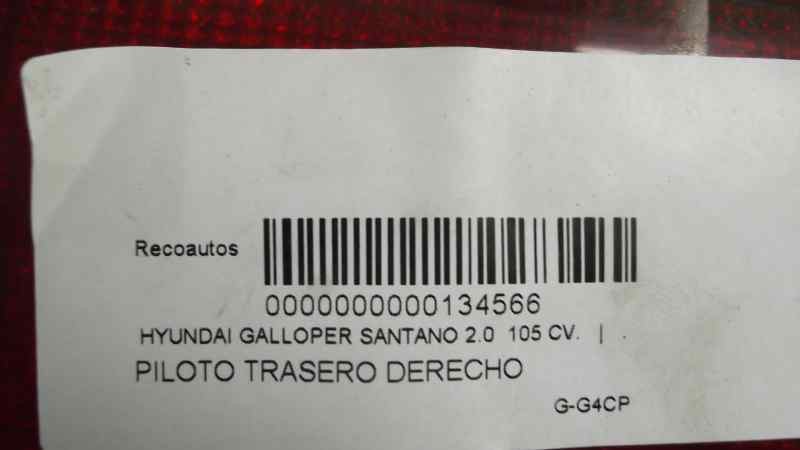 Recoautos
0000000000134566
HYUNDAI GALLOPER SANTANO 2.0 105 CV. | .
PILOTO TRASERO DERECHO
G-G4CP